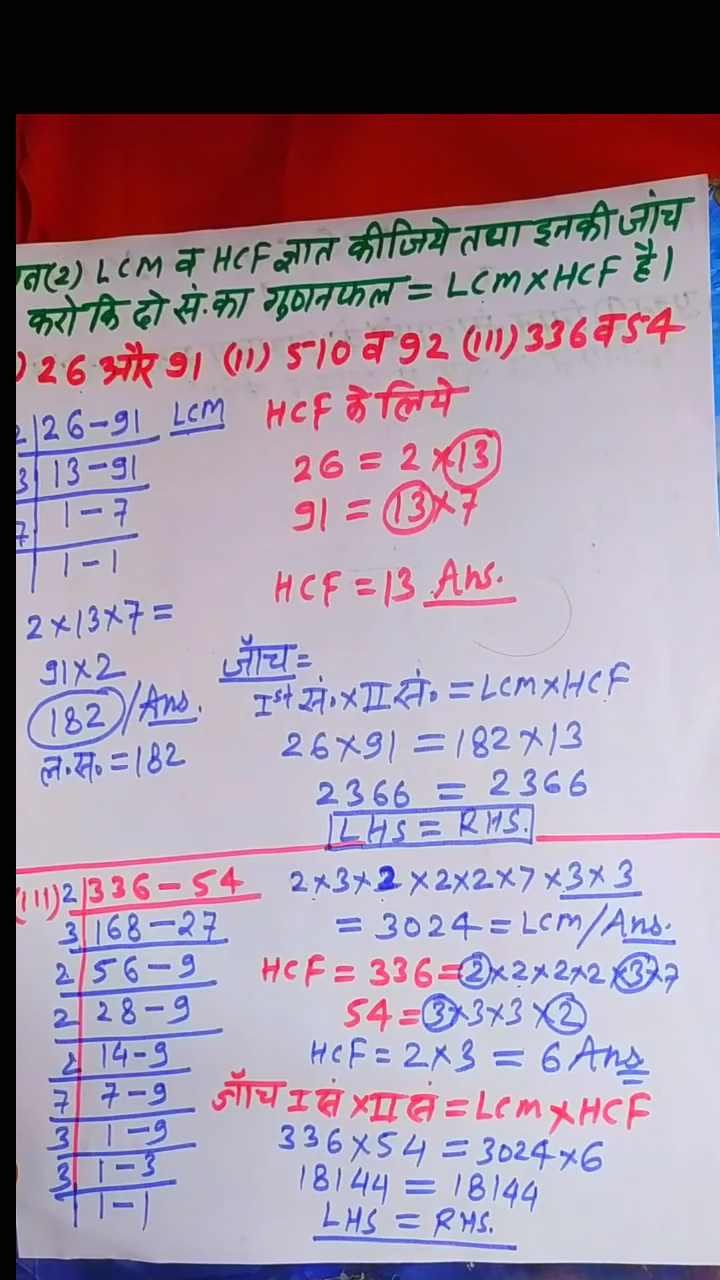 न(2) LCM व HCF ज्ञात कीजिये तथा इनकी जांच
करो कि दो सं. का गुणनफल = LCM×HCF है।
) 26 और 91 (11) 510 व 92 (111) 336 व 54
2 | 26-91 LCM
3 | 13-91
7 | 1-7
1-1
2×13×7=
91×2
182/Ans.
ल.स. = 182
HCF के लिये
26 = 2×13
91 = 13×7
HCF = 13 Ans.
जॉच=
Ist सं.×II सं. = LCM×HCF
26×91 = 182×13
2366 = 2366
LHS = RHS.
(111) 2 | 336-54
3 | 168-27
2 | 56-9
2 | 28-9
2 | 14-9
7 | 7-9
3 | 1-9
3 | 1-3
1-1
2×3×2×2×2×7×3×3
= 3024 = LCM/Ans.
HCF = 336 = 2×2×2×2×3×7
54 = 3×3×3×2
HCF = 2×3 = 6 Ans
जॉच I सं ×II सं = LCM×HCF
336×54 = 3024×6
18144 = 18144
LHS = RHS.